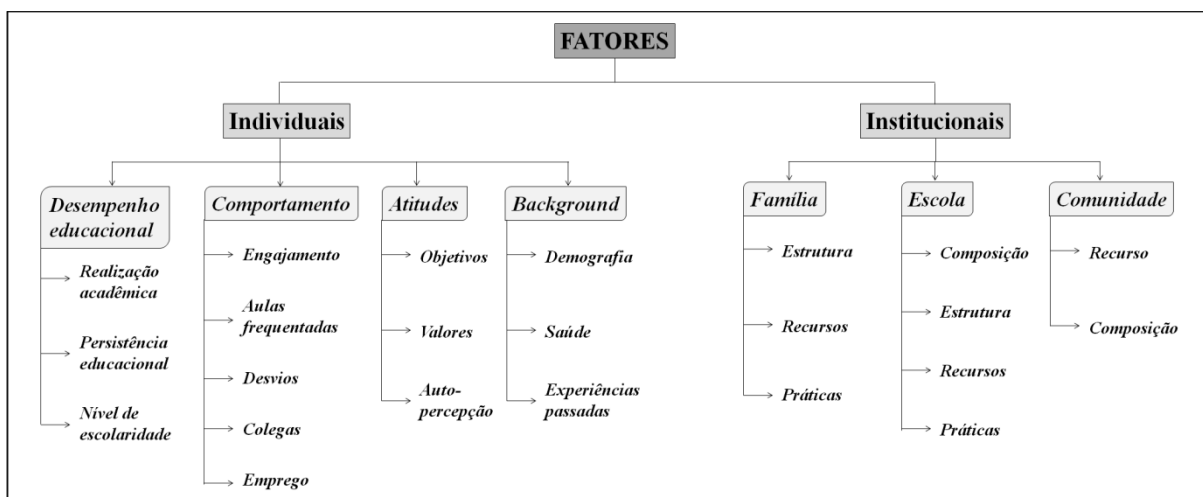 FATORES
Individuais
Institucionais
Desempenho
educacional
Realização
acadêmica
Persistência
educacional
Nível de
escolaridade
Comportamento
Engajamento
Aulas
frequentadas
Desvios
Colegas
Emprego
Atitudes
Objetivos
Valores
Auto-
percepção
Background
Demografia
Saúde
Experiências
passadas
Família
Estrutura
Recursos
Práticas
Escola
Composição
Estrutura
Recursos
Práticas
Comunidade
Recurso
Composição